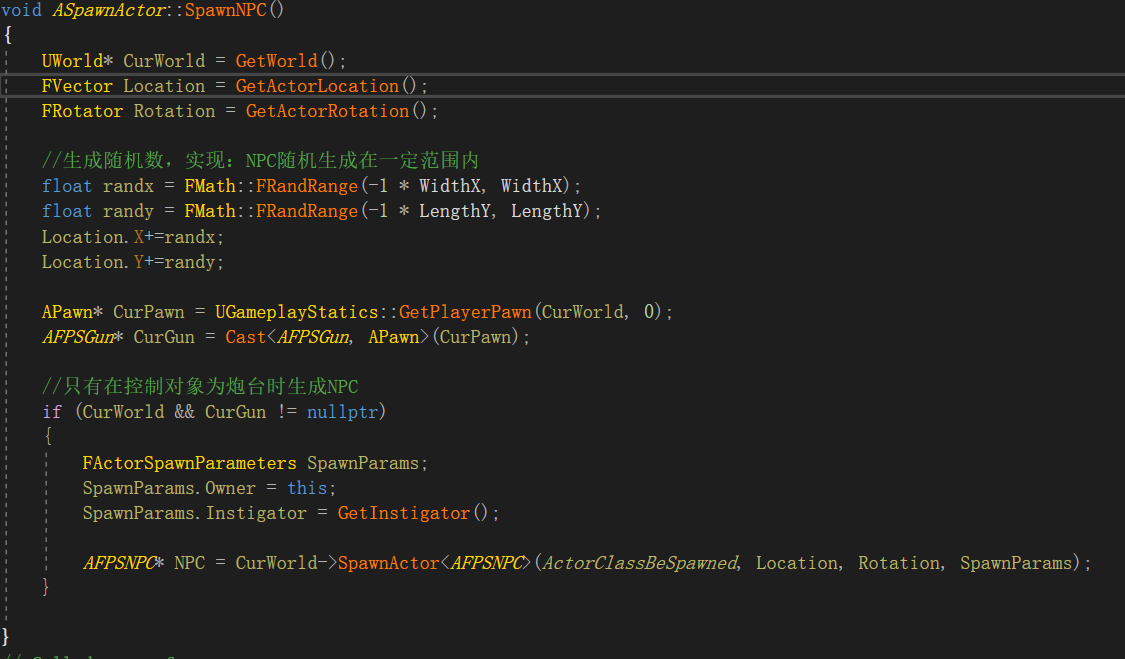 void ASpawnActor::SpawnNPC()
{
UWorld* CurWorld = GetWorld();
FVector Location = GetActorLocation();
FRotator Rotation = GetActorRotation();
//生成随机数，实现：NPC随机生成在一定范围内
float randx = FMath::FRandRange(-1 * WidthX, WidthX);
float randy = FMath::FRandRange(-1 * LengthY, LengthY);
Location.X+=randx;
Location.Y+=randy;
APawn* CurPawn = UGameplayStatics::GetPlayerPawn(CurWorld, 0);
AFPSGun* CurGun = Cast<AFPSGun, APawn>(CurPawn);
//只有在控制对象为炮台时生成NPC
if (CurWorld && CurGun != nullptr)
{
FActorSpawnParameters SpawnParams;
SpawnParams.Owner = this;
SpawnParams.Instigator = GetInstigator();
AFPSNPC* NPC = CurWorld->SpawnActor<AFPSNPC>(ActorClassBeSpawned, Location, Rotation, SpawnParams);
}
}